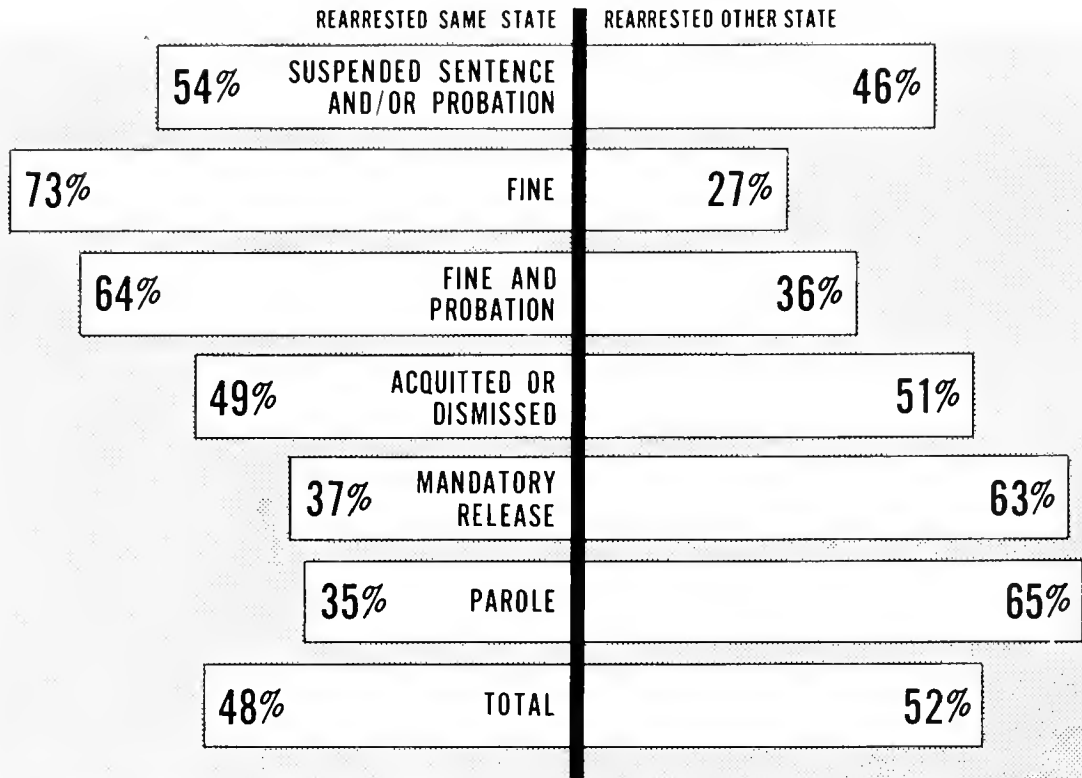 REARRESTED SAME STATE REARRESTED OTHER STATE
54% SUSPENDED SENTENCE AND/OR PROBATION 46%
73% FINE 27%
64% FINE AND PROBATION 36%
49% ACQUITTED OR DISMISSED 51%
37% MANDATORY RELEASE 63%
35% PAROLE 65%
48% TOTAL 52%